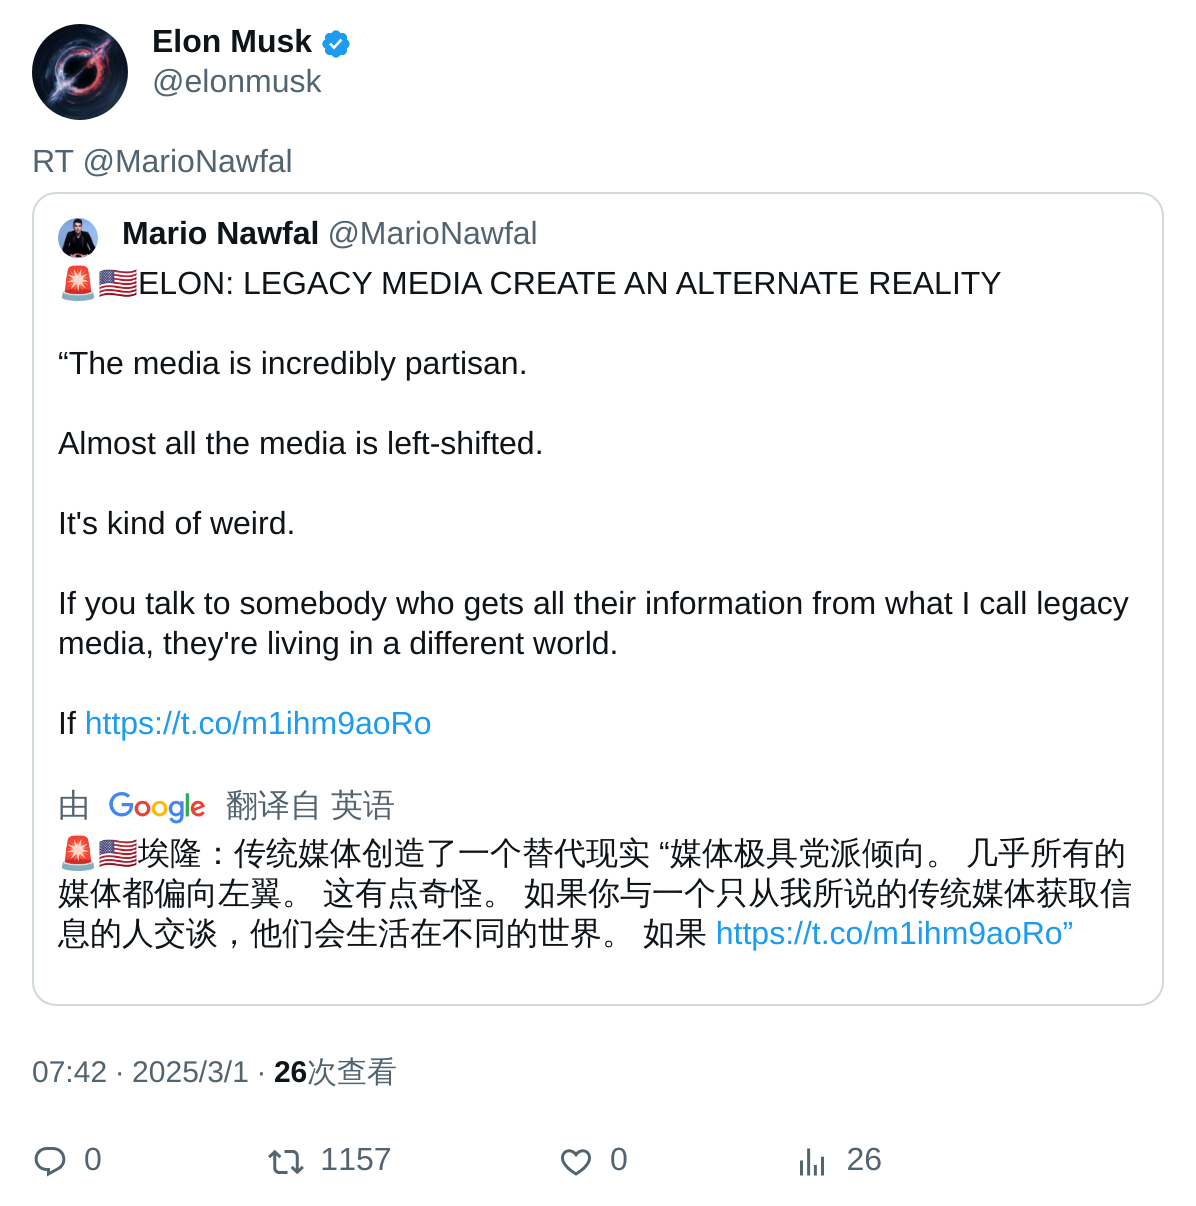 Elon Musk
@elonmusk
RT @MarioNawfal
Mario Nawfal @MarioNawfal
🚨🇺🇸ELON: LEGACY MEDIA CREATE AN ALTERNATE REALITY
“The media is incredibly partisan.
Almost all the media is left-shifted.
It's kind of weird.
If you talk to somebody who gets all their information from what I call legacy
media, they're living in a different world.
If https://t.co/m1ihm9aoRo
由 Google 翻译自 英语
🚨🇺🇸埃隆：传统媒体创造了一个替代现实 “媒体极具党派倾向。 几乎所有的
媒体都偏向左翼。 这有点奇怪。 如果你与一个只从我所说的传统媒体获取信
息的人交谈，他们会生活在不同的世界。 如果 https://t.co/m1ihm9aoRo”
07:42 · 2025/3/1 · 26次查看
0 1157 0 26